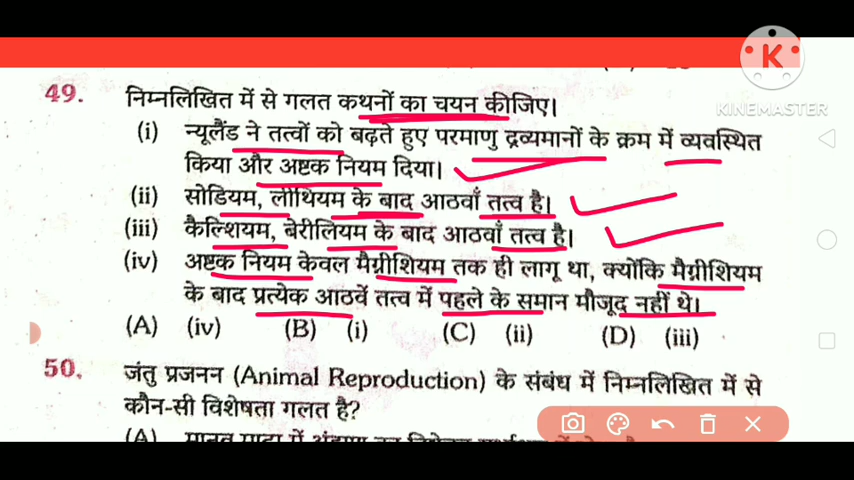 K
KINEMASTER
49. निम्नलिखित में से गलत कथनों का चयन कीजिए।
(i) न्यूलैंड ने तत्वों को बढ़ते हुए परमाणु द्रव्यमानों के क्रम में व्यवस्थित
किया और अष्टक नियम दिया।
(ii) सोडियम, लीथियम के बाद आठवाँ तत्व है।
(iii) कैल्शियम, बेरीलियम के बाद आठवाँ तत्व है।
(iv) अष्टक नियम केवल मैग्नीशियम तक ही लागू था, क्योंकि मैग्नीशियम
के बाद प्रत्येक आठवें तत्व में पहले के समान मौजूद नहीं थे।
(A) (iv) (B) (i) (C) (ii) (D) (iii)
50. जंतु प्रजनन (Animal Reproduction) के संबंध में निम्नलिखित में से
कौन-सी विशेषता गलत है?
(A)